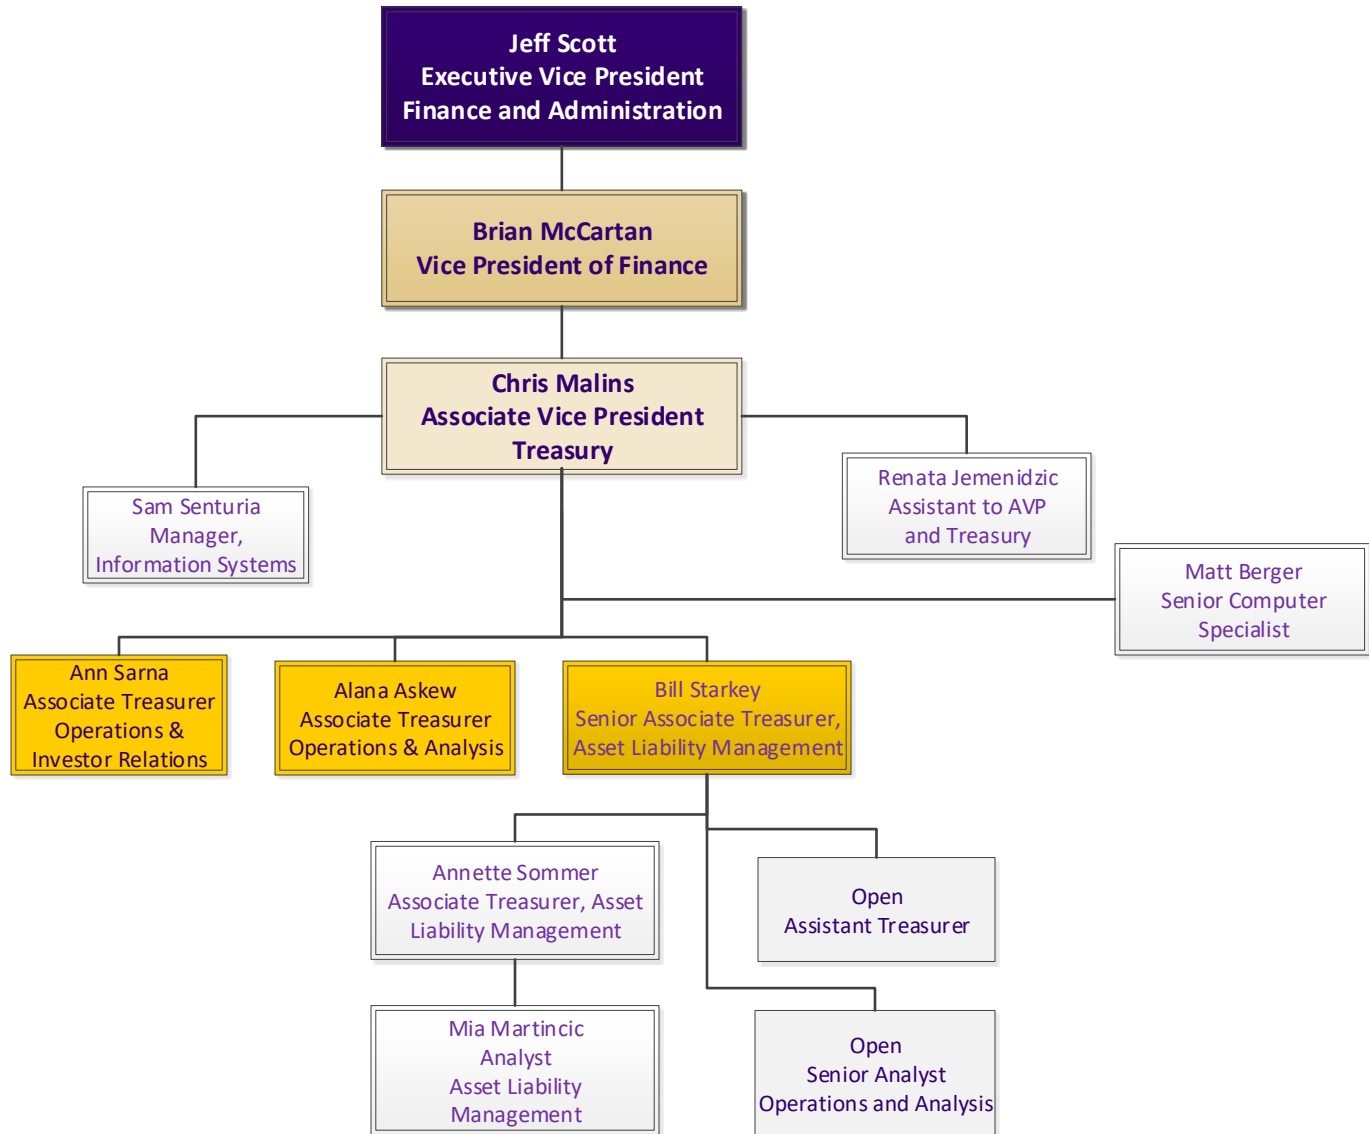 Jeff Scott
Executive Vice President
Finance and Administration
Brian McCartan
Vice President of Finance
Chris Malins
Associate Vice President
Treasury
Sam Senturia
Manager,
Information Systems
Renata Jemenidzic
Assistant to AVP
and Treasury
Matt Berger
Senior Computer
Specialist
Ann Sarna
Associate Treasurer
Operations &
Investor Relations
Alana Askew
Associate Treasurer
Operations & Analysis
Bill Starkey
Senior Associate Treasurer,
Asset Liability Management
Annette Sommer
Associate Treasurer, Asset
Liability Management
Open
Assistant Treasurer
Mia Martincic
Analyst
Asset Liability
Management
Open
Senior Analyst
Operations and Analysis